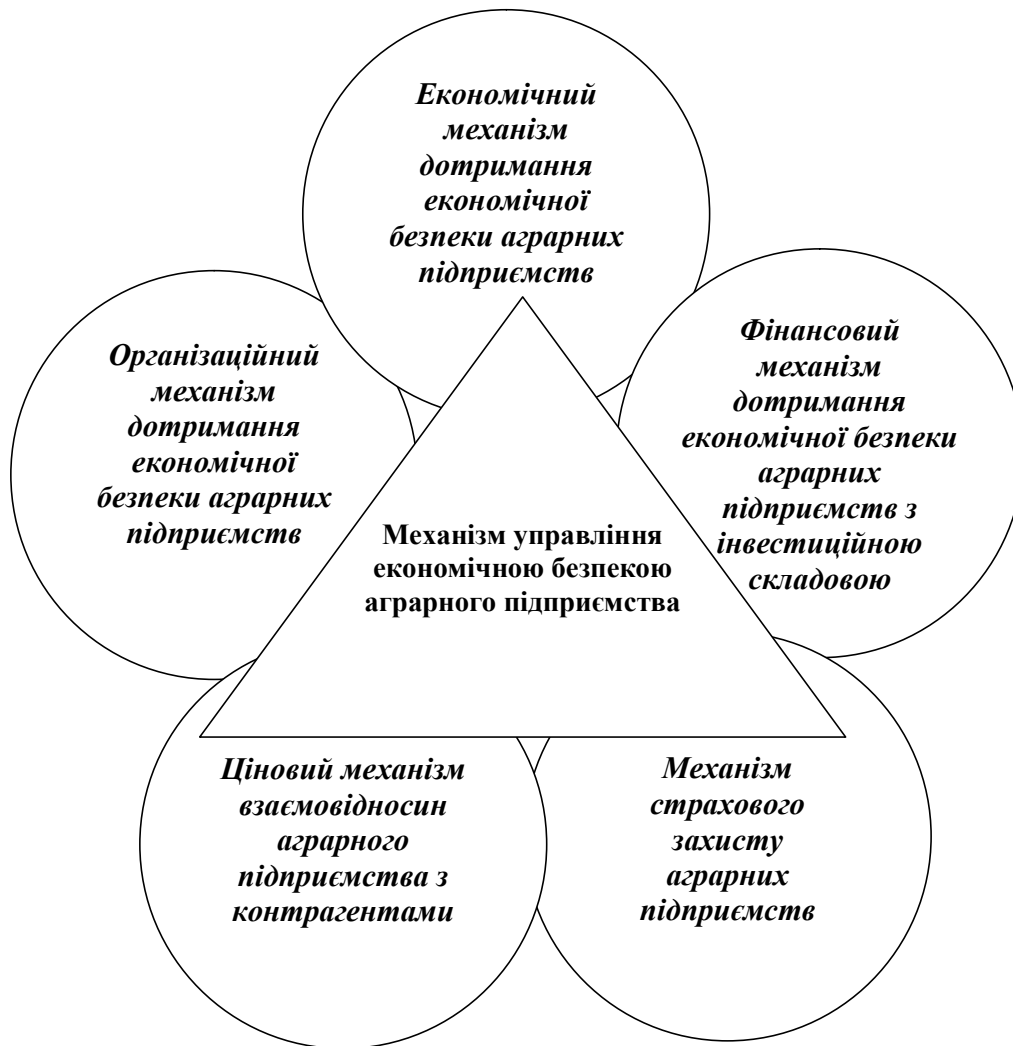 Економічний
механізм
дотримання
економічної
безпеки аграрних
підприємств
Організаційний
механізм
дотримання
економічної
безпеки аграрних
підприємств
Фінансовий
механізм
дотримання
економічної безпеки
аграрних
підприємств з
інвестиційною
складовою
Механізм управління
економічною безпекою
аграрного підприємства
Ціновий механізм
взаємовідносин
аграрного
підприємства з
контрагентами
Механізм
страхового
захисту
аграрних
підприємств